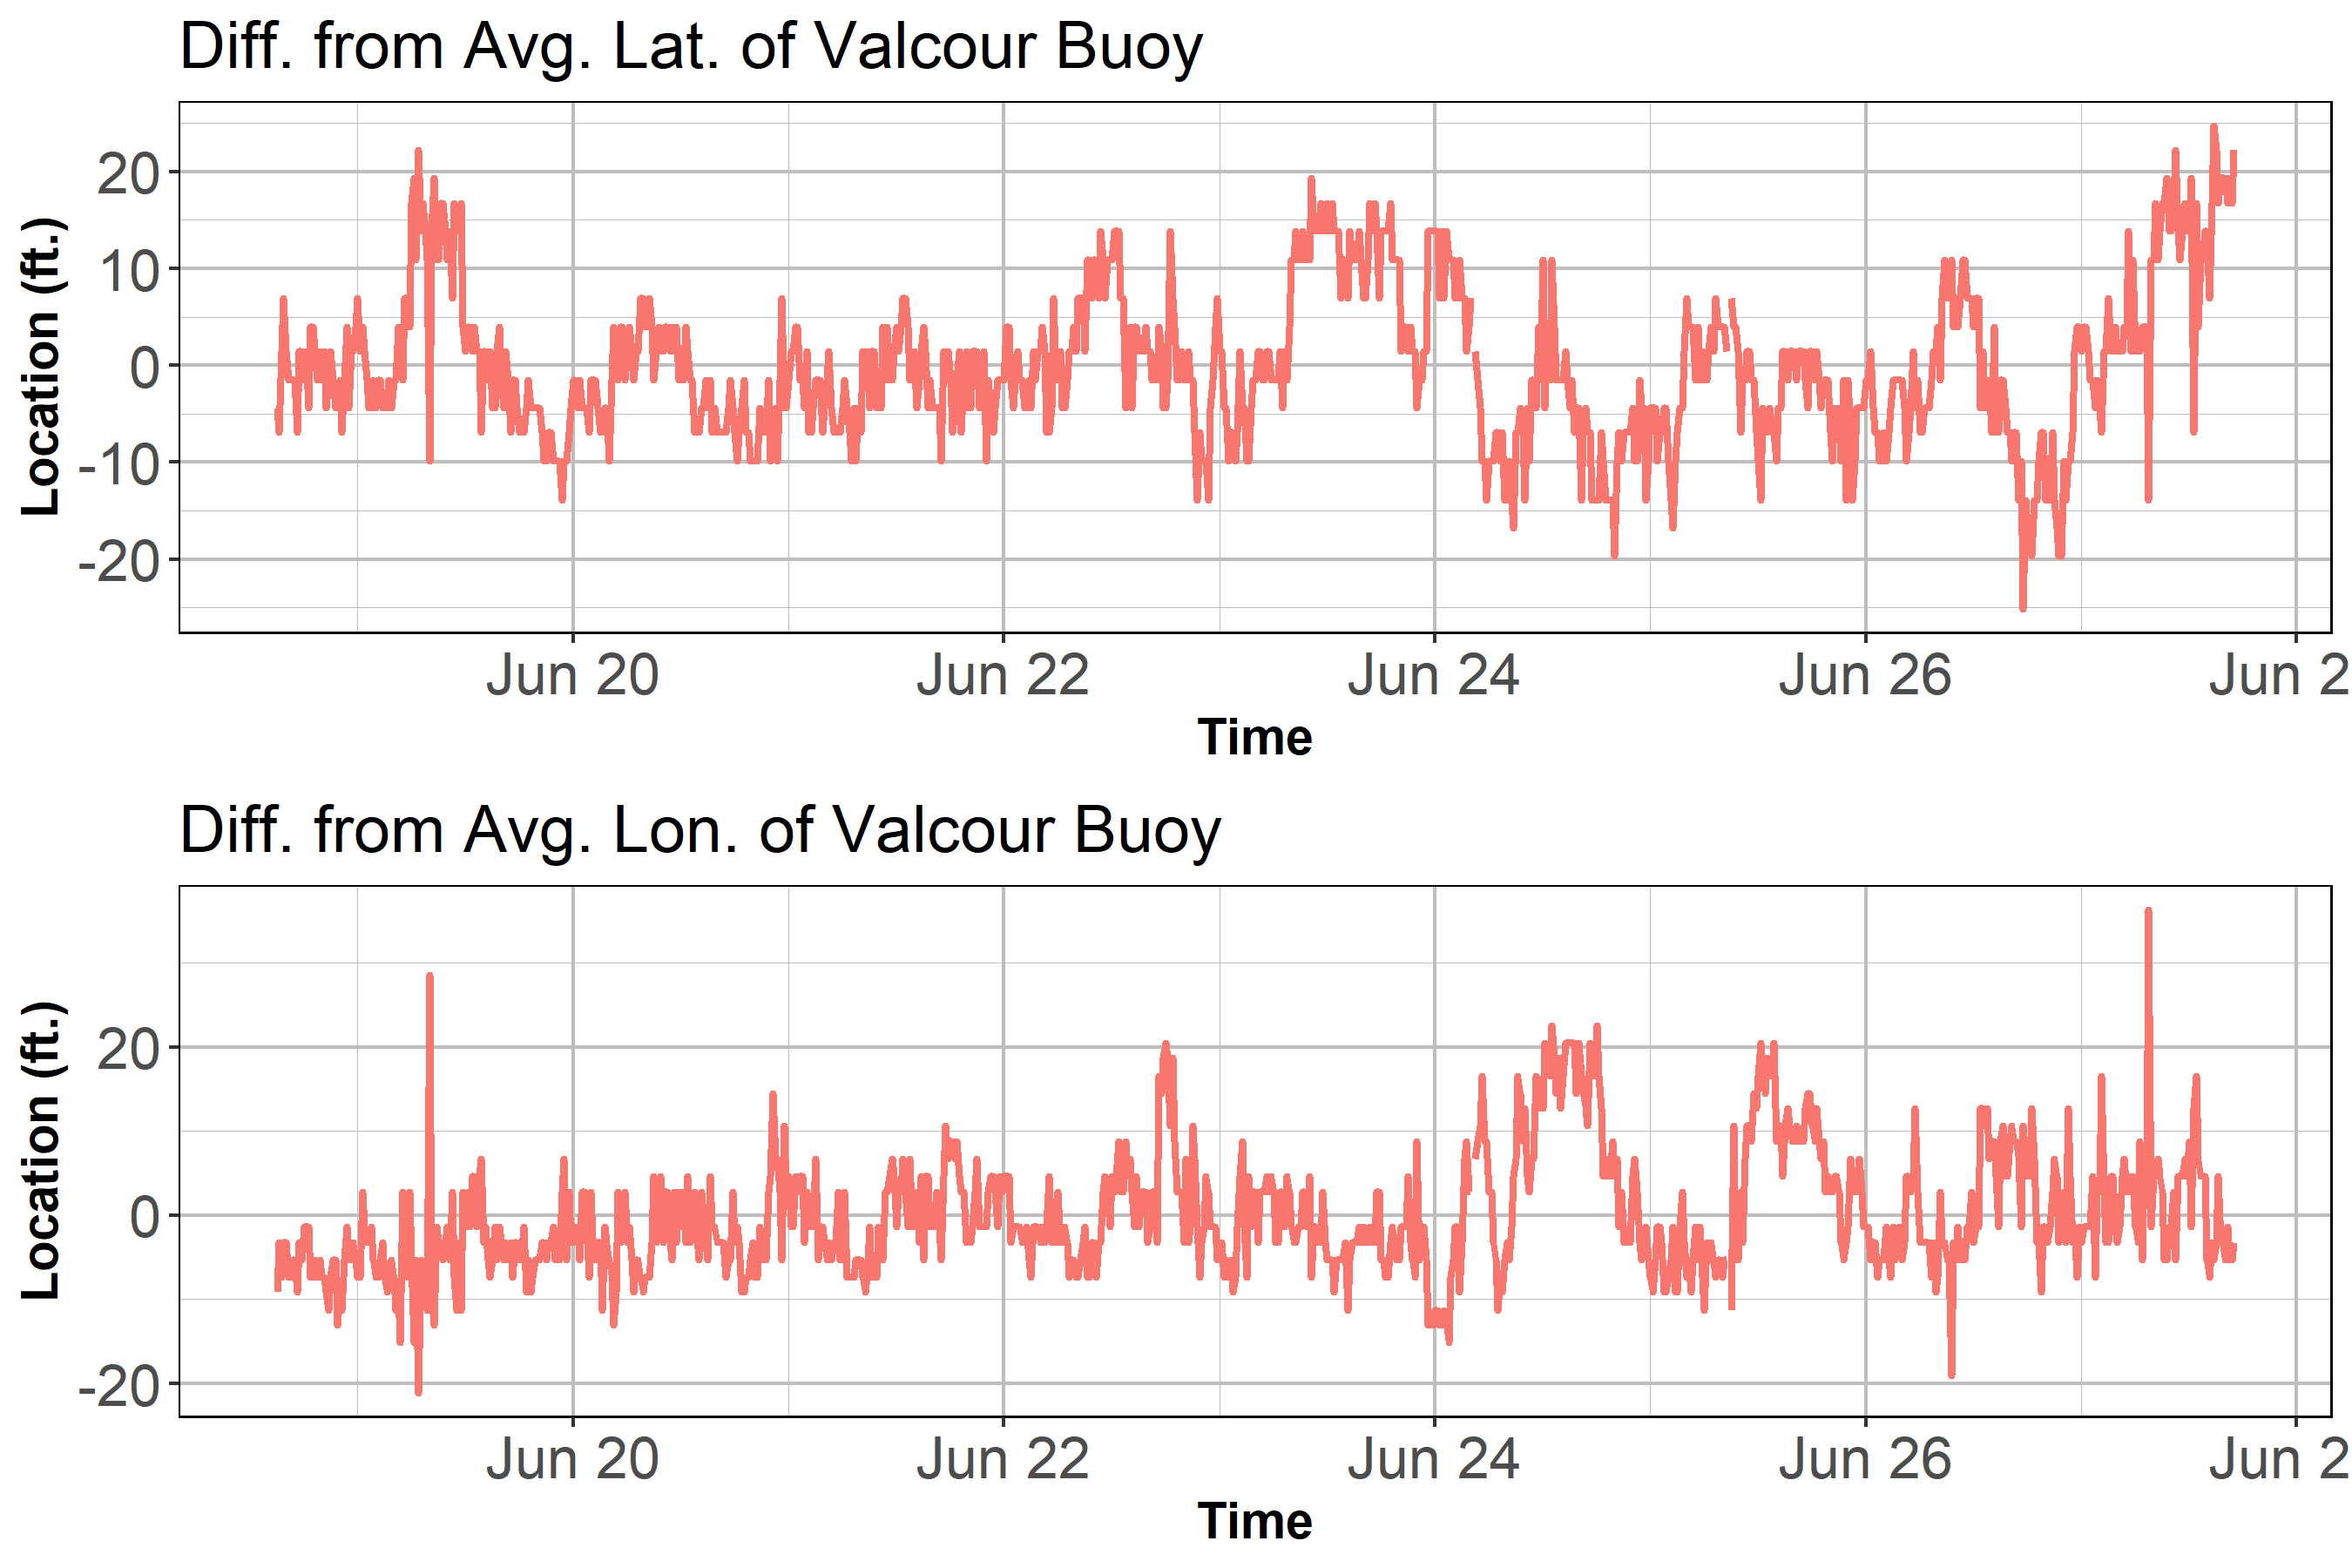 Diff. from Avg. Lat. of Valcour Buoy
Location (ft.)
20
10
0
-10
-20
Jun 20 Jun 22 Jun 24 Jun 26 Jun 2
Time
Diff. from Avg. Lon. of Valcour Buoy
Location (ft.)
20
0
-20
Jun 20 Jun 22 Jun 24 Jun 26 Jun 2
Time